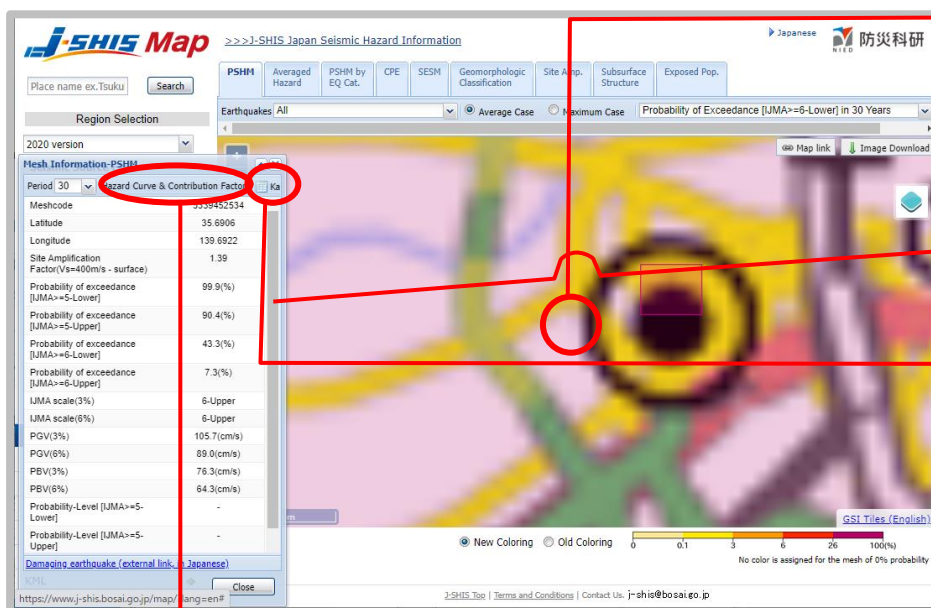 J-SHIS Map
>>>J-SHIS Japan Seismic Hazard Information
Japanese
NIED 防災科研
Place name ex.Tsuku
Search
PSHM
Averaged Hazard
PSHM by EQ Cat.
CPE
SESM
Geomorphologic Classification
Site Amp.
Subsurface Structure
Exposed Pop.
Region Selection
Earthquakes All
Average Case
Maximum Case
Probability of Exceedance [IJMA>=6-Lower] in 30 Years
2020 version
Map link
Image Download
Mesh Information-PSHM
Period 30
Hazard Curve & Contribution Factor
Ka
Meshcode 5339452534
Latitude 35.6906
Longitude 139.6922
Site Amplification 1.39
Factor(Vs=400m/s - surface)
Probability of exceedance 99.9(%)
[IJMA>=5-Lower]
Probability of exceedance 90.4(%)
[IJMA>=5-Upper]
Probability of exceedance 43.3(%)
[IJMA>=6-Lower]
Probability of exceedance 7.3(%)
[IJMA>=6-Upper]
IJMA scale(3%) 6-Upper
IJMA scale(6%) 6-Upper
PGV(3%) 105.7(cm/s)
PGV(6%) 89.0(cm/s)
PBV(3%) 76.3(cm/s)
PBV(6%) 64.3(cm/s)
Probability-Level [IJMA>=5- -
Lower]
Probability-Level [IJMA>=5- -
Upper]
Damaging earthquake (external link, in Japanese)
KML
Close
https://www.j-shis.bosai.go.jp/map/?lang=en#
GSI Tiles (English)
New Coloring
Old Coloring
0 0.1 3 6 26 100(%)
No color is assigned for the mesh of 0% probability
J-SHIS Top | Terms and Conditions | Contact Us. j-shis@bosai.go.jp